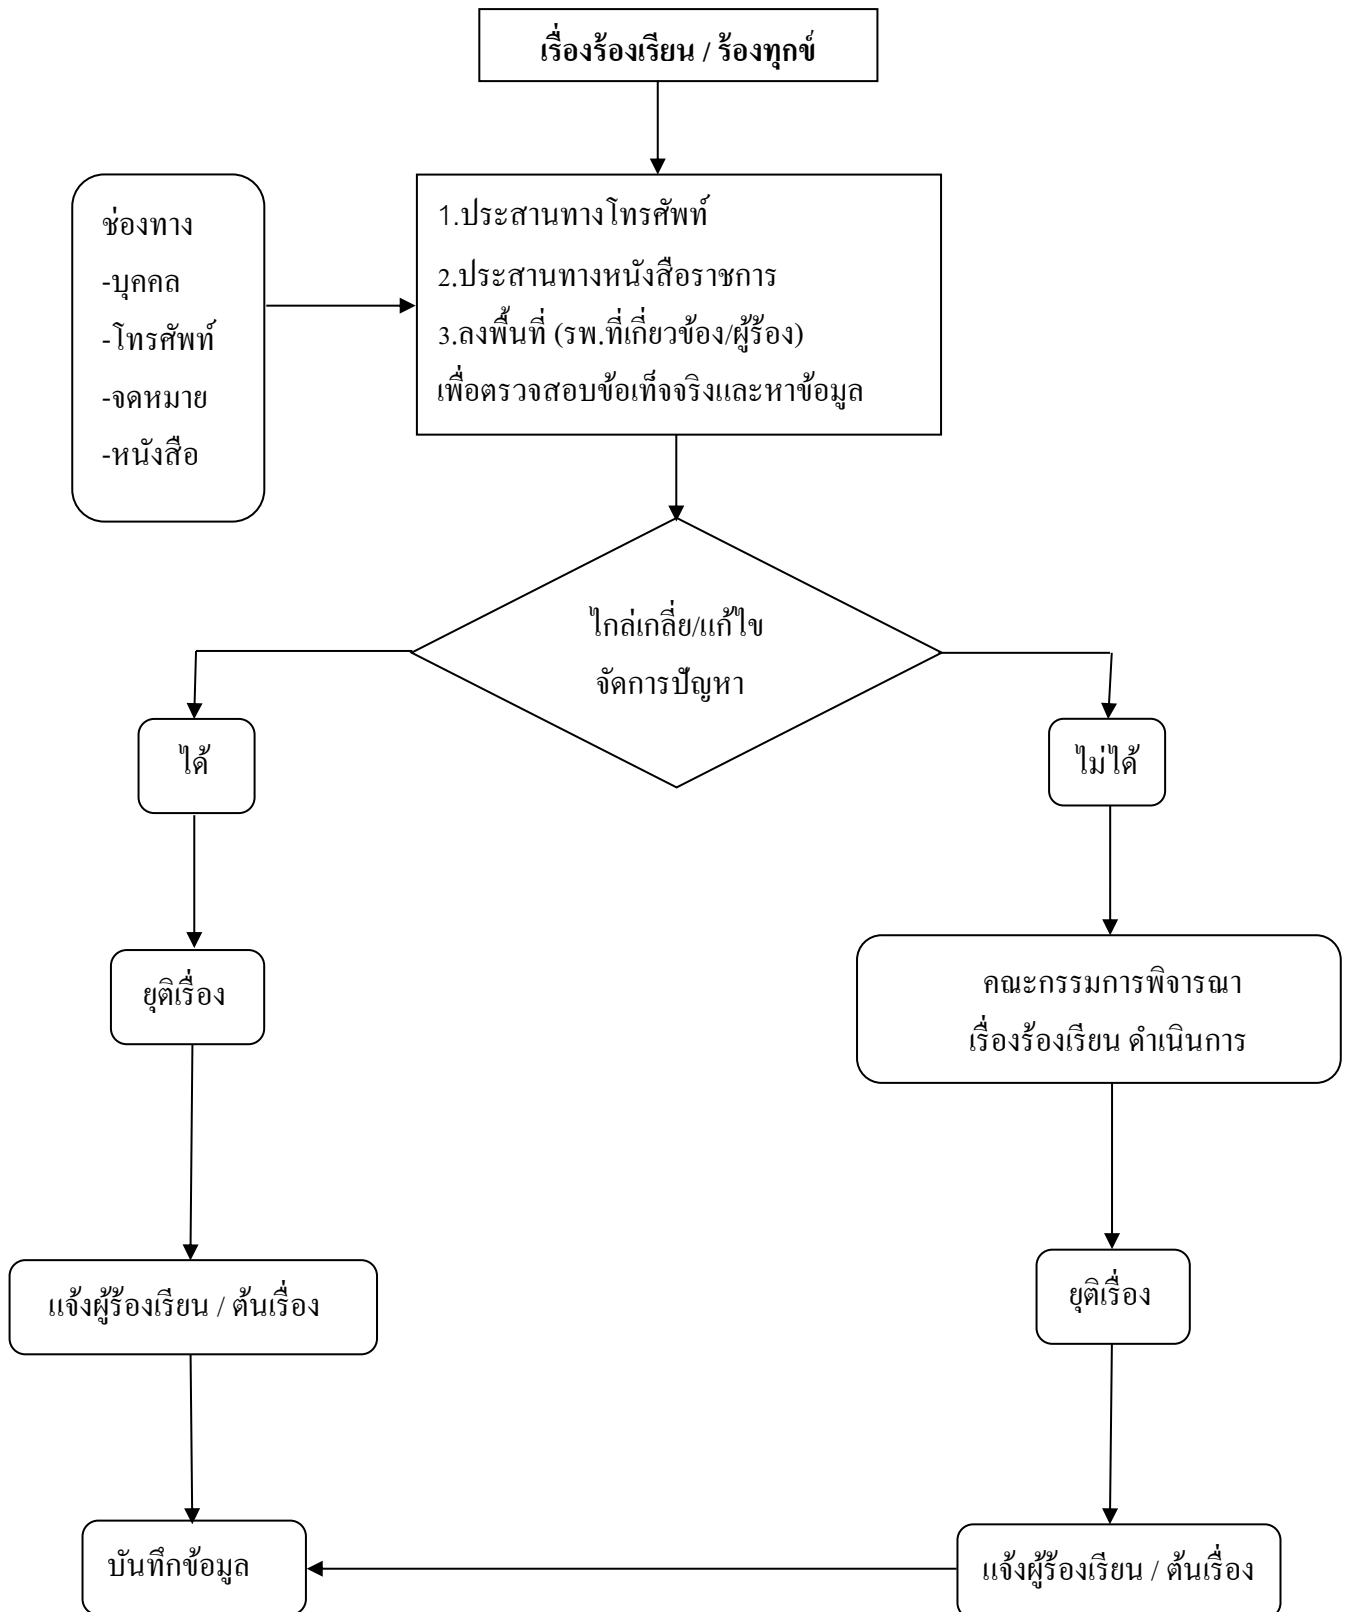 เรื่องร้องเรียน / ร้องทุกข์
ช่องทาง
-บุคคล
-โทรศัพท์
-จดหมาย
-หนังสือ
1.ประสานทางโทรศัพท์
2.ประสานทางหนังสือราชการ
3.ลงพื้นที่ (รพ.ที่เกี่ยวข้อง/ผู้ร้อง)
เพื่อตรวจสอบข้อเท็จจริงและหาข้อมูล
ไกล่เกลี่ย/แก้ไข
จัดการปัญหา
ได้
ไม่ได้
ยุติเรื่อง
คณะกรรมการพิจารณา
เรื่องร้องเรียน ดำเนินการ
แจ้งผู้ร้องเรียน / ต้นเรื่อง
ยุติเรื่อง
บันทึกข้อมูล
แจ้งผู้ร้องเรียน / ต้นเรื่อง